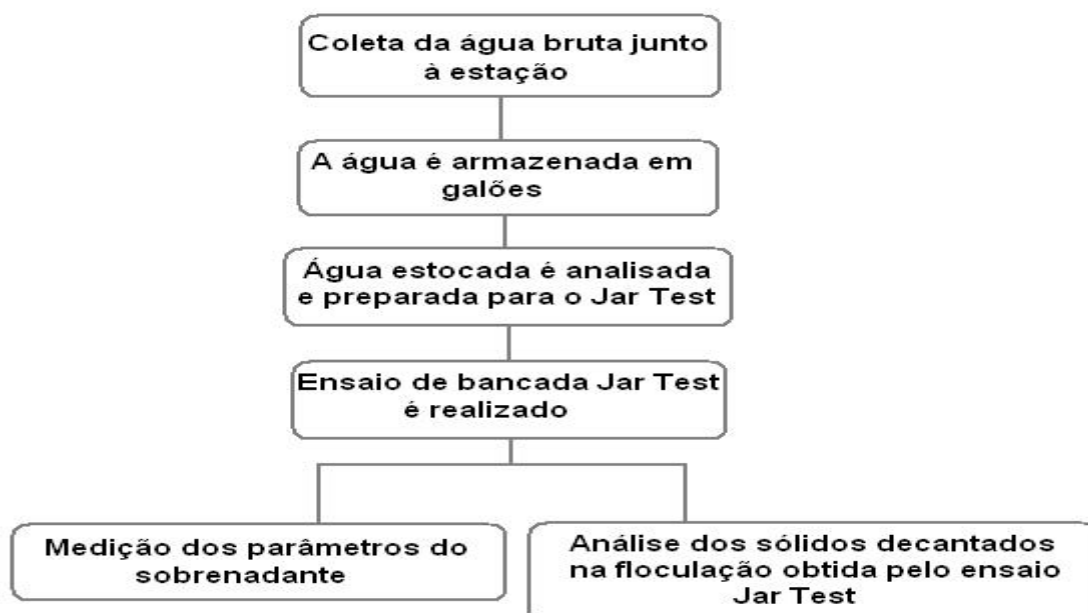 Coleta da água bruta junto
à estação
A água é armazenada em
galões
Água estocada é analisada
e preparada para o Jar Test
Ensaio de bancada Jar Test
é realizado
Medição dos parâmetros do
sobrenadante
Análise dos sólidos decantados
na floculação obtida pelo ensaio
Jar Test